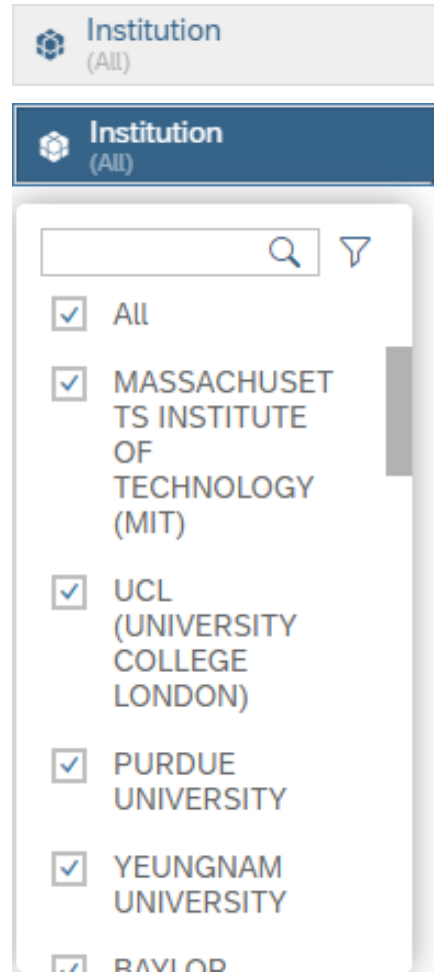 Institution
(All)
Institution
(All)
All
MASSACHUSET
TS INSTITUTE
OF
TECHNOLOGY
(MIT)
UCL
(UNIVERSITY
COLLEGE
LONDON)
PURDUE
UNIVERSITY
YEUNGNAM
UNIVERSITY
BAYLOR